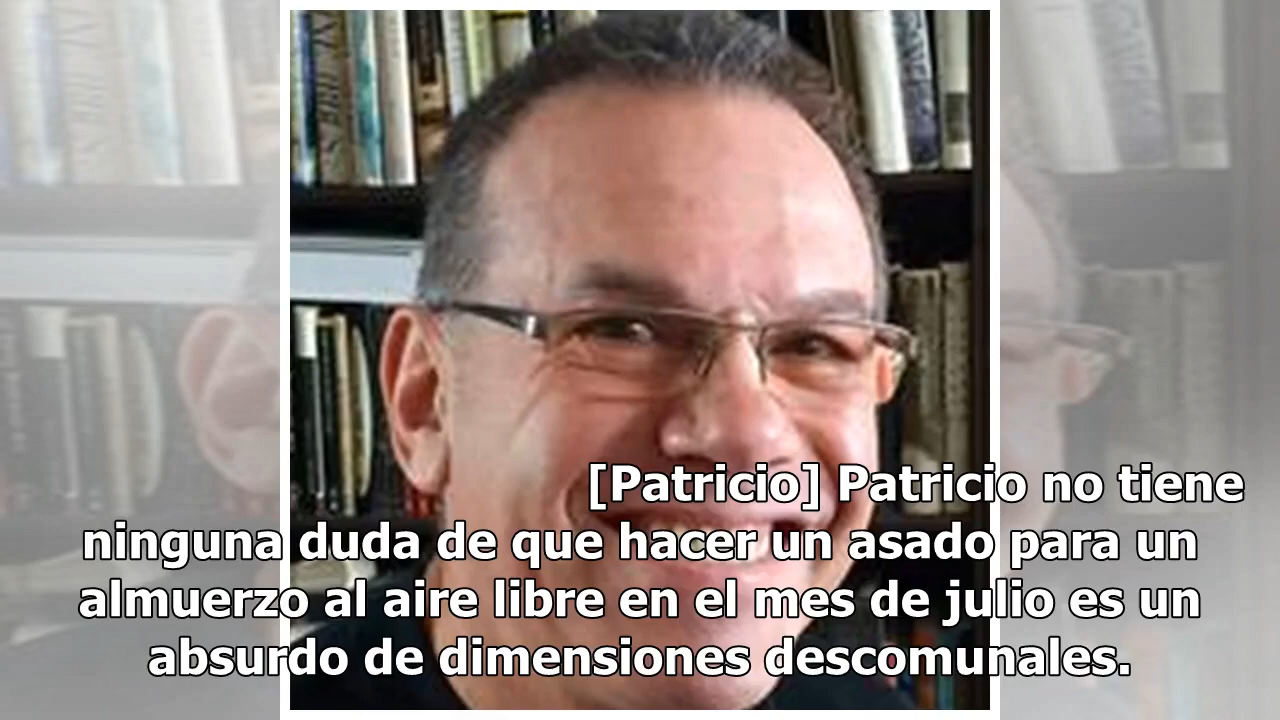 [Patricio] Patricio no tiene
ninguna duda de que hacer un asado para un
almuerzo al aire libre en el mes de julio es un
absurdo de dimensiones descomunales.